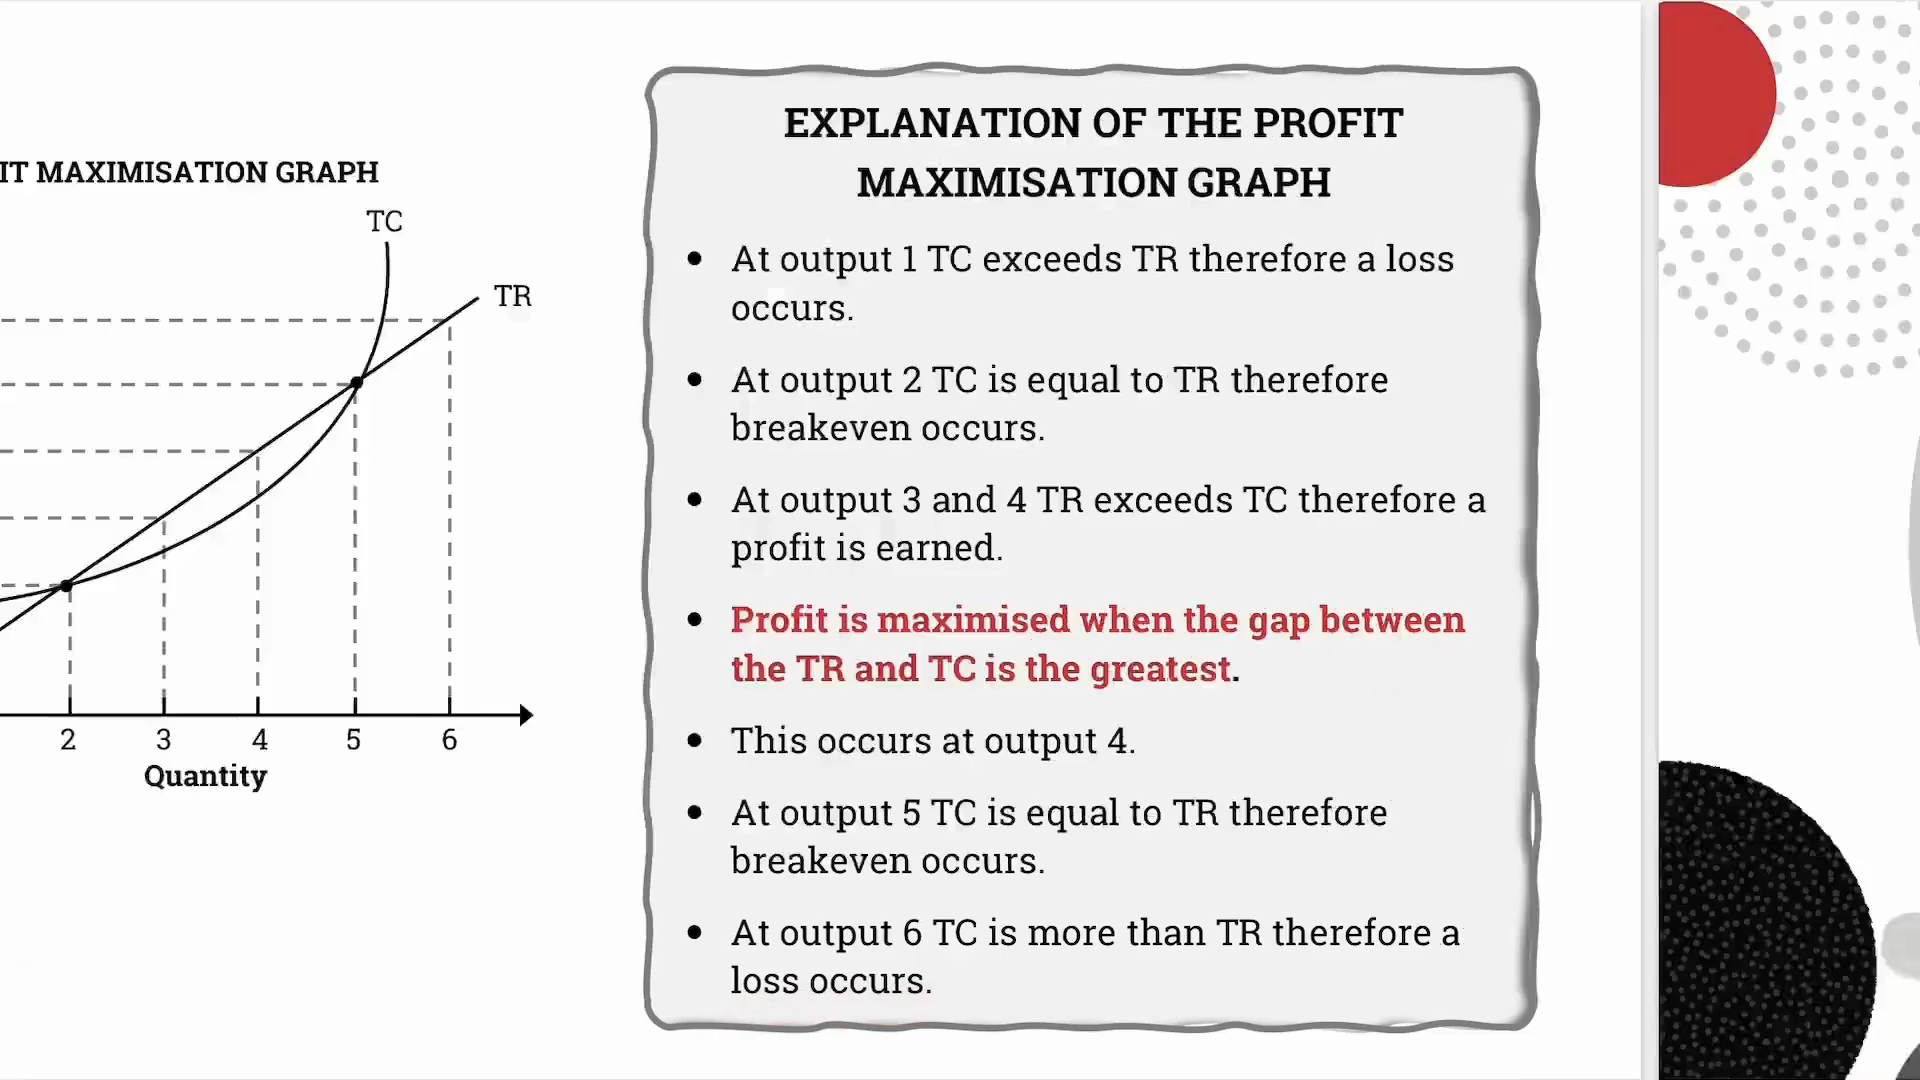 IT MAXIMISATION GRAPH
TC
TR
2 3 4 5 6
Quantity
EXPLANATION OF THE PROFIT
MAXIMISATION GRAPH
• At output 1 TC exceeds TR therefore a loss
occurs.
• At output 2 TC is equal to TR therefore
breakeven occurs.
• At output 3 and 4 TR exceeds TC therefore a
profit is earned.
• Profit is maximised when the gap between
the TR and TC is the greatest.
• This occurs at output 4.
• At output 5 TC is equal to TR therefore
breakeven occurs.
• At output 6 TC is more than TR therefore a
loss occurs.